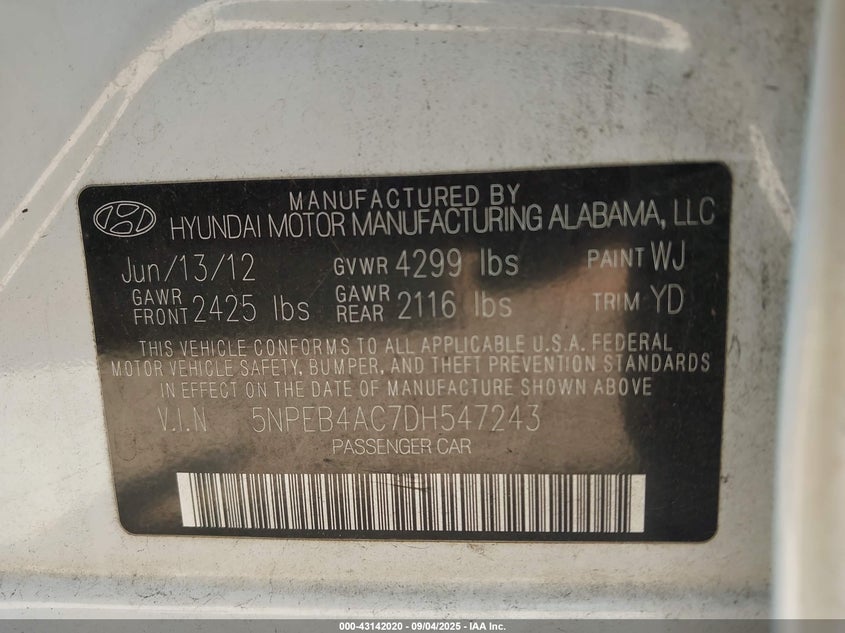 MANUFACTURED BY
HYUNDAI MOTOR MANUFACTURING ALABAMA, LLC
Jun/13/12 GVWR 4299 lbs PAINT WJ
GAWR FRONT 2425 lbs GAWR REAR 2116 lbs TRIM YD
THIS VEHICLE CONFORMS TO ALL APPLICABLE U.S.A. FEDERAL
MOTOR VEHICLE SAFETY, BUMPER, AND THEFT PREVENTION STANDARDS
IN EFFECT ON THE DATE OF MANUFACTURE SHOWN ABOVE
V.I.N 5NPEB4AC7DH547243
PASSENGER CAR
000-43142020 - 09/04/2025 - IAA Inc.